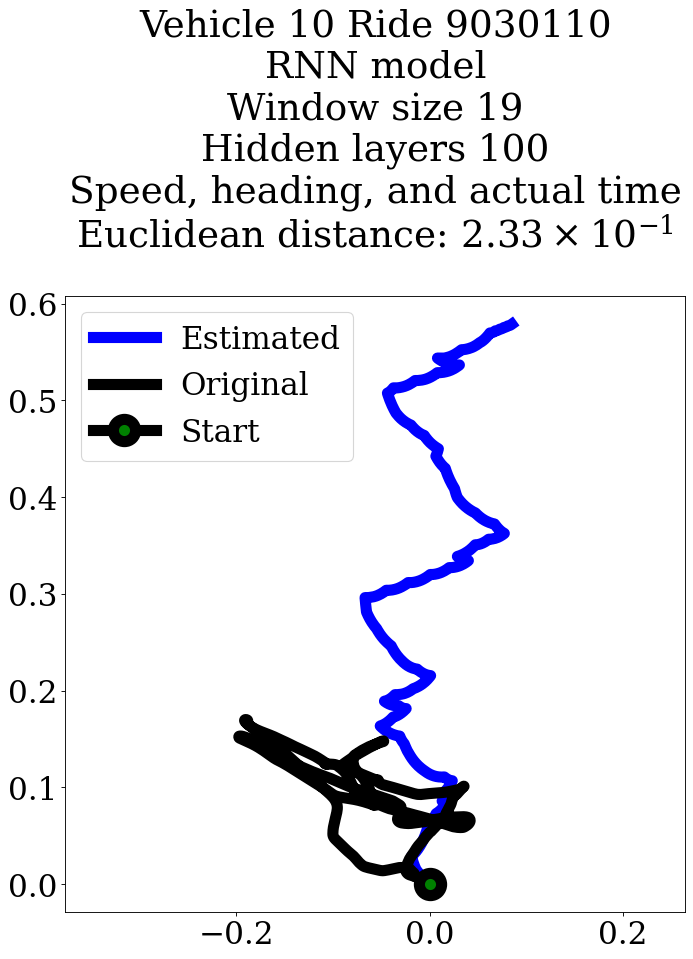 Vehicle 10 Ride 9030110
RNN model
Window size 19
Hidden layers 100
Speed, heading, and actual time
Euclidean distance: 2.33 × 10⁻¹
Estimated
Original
Start
0.6
0.5
0.4
0.3
0.2
0.1
0.0
−0.2 0.0 0.2